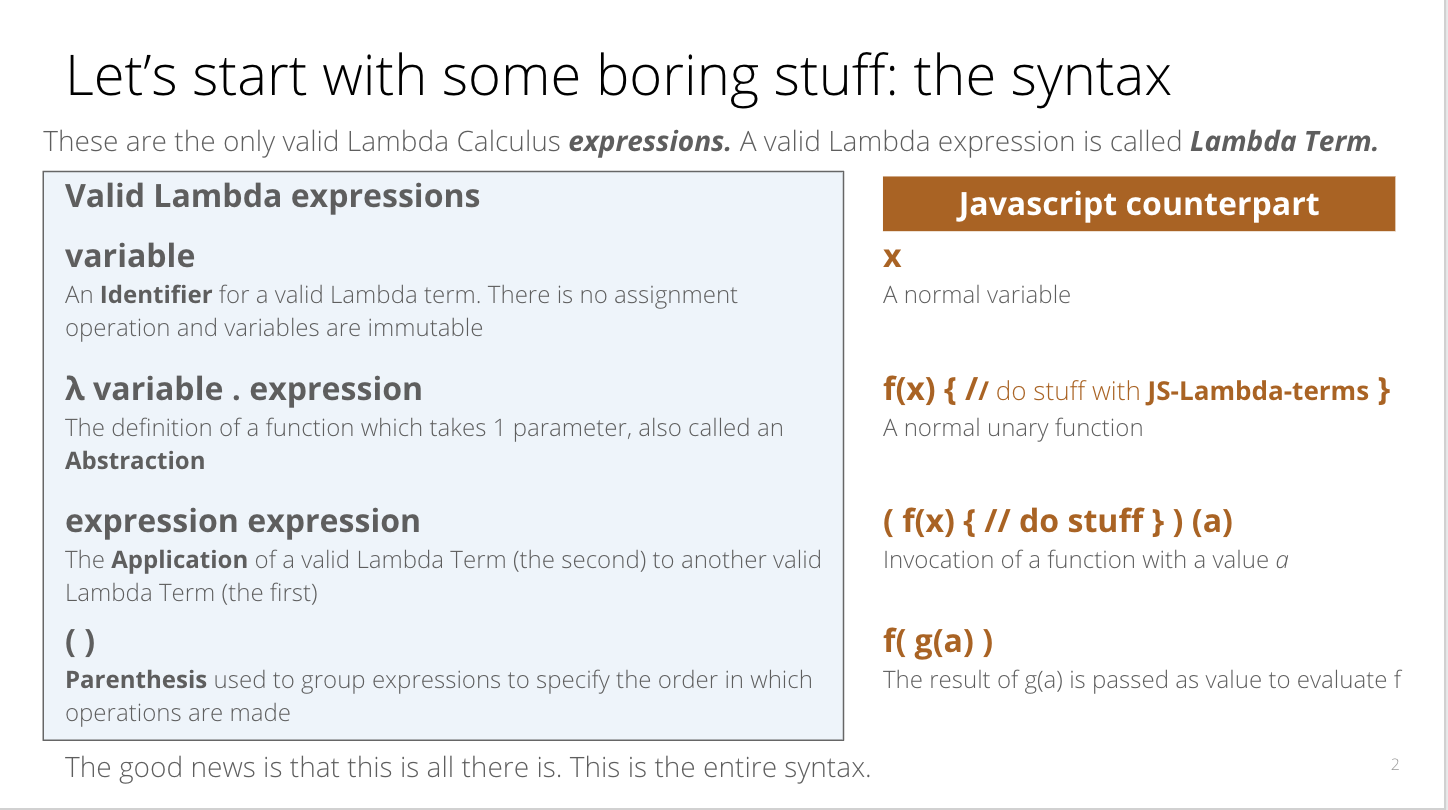 Let’s start with some boring stuff: the syntax
These are the only valid Lambda Calculus expressions. A valid Lambda expression is called Lambda Term.
Valid Lambda expressions
variable
An Identifier for a valid Lambda term. There is no assignment
operation and variables are immutable
λ variable . expression
The definition of a function which takes 1 parameter, also called an
Abstraction
expression expression
The Application of a valid Lambda Term (the second) to another valid
Lambda Term (the first)
( )
Parenthesis used to group expressions to specify the order in which
operations are made
Javascript counterpart
x
A normal variable
f(x) { // do stuff with JS-Lambda-terms }
A normal unary function
( f(x) { // do stuff } ) (a)
Invocation of a function with a value a
f( g(a) )
The result of g(a) is passed as value to evaluate f
The good news is that this is all there is. This is the entire syntax.
2